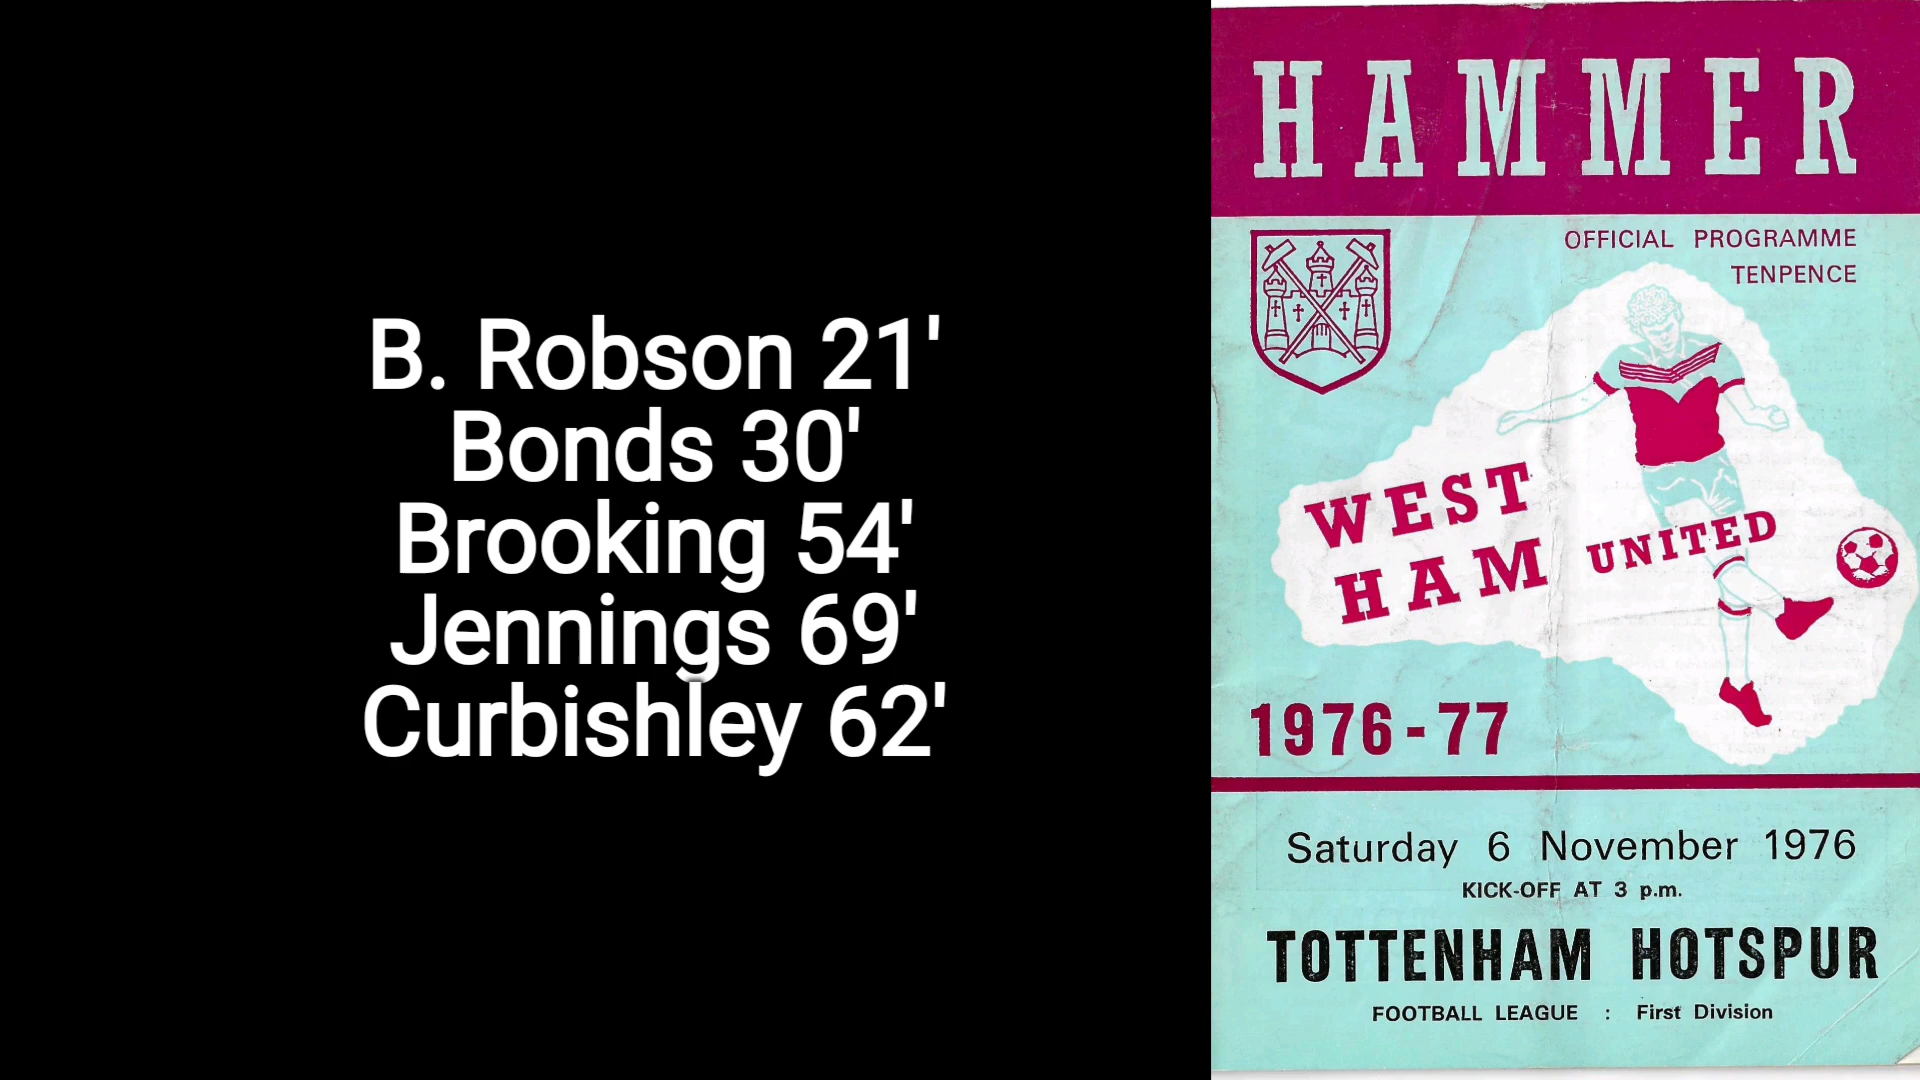 B. Robson 21'
Bonds 30'
Brooking 54'
Jennings 69'
Curbishley 62'
HAMMER
OFFICIAL PROGRAMME
TENPENCE
WEST
HAM UNITED
1976-77
Saturday 6 November 1976
KICK-OFF AT 3 p.m.
TOTTENHAM HOTSPUR
FOOTBALL LEAGUE : First Division